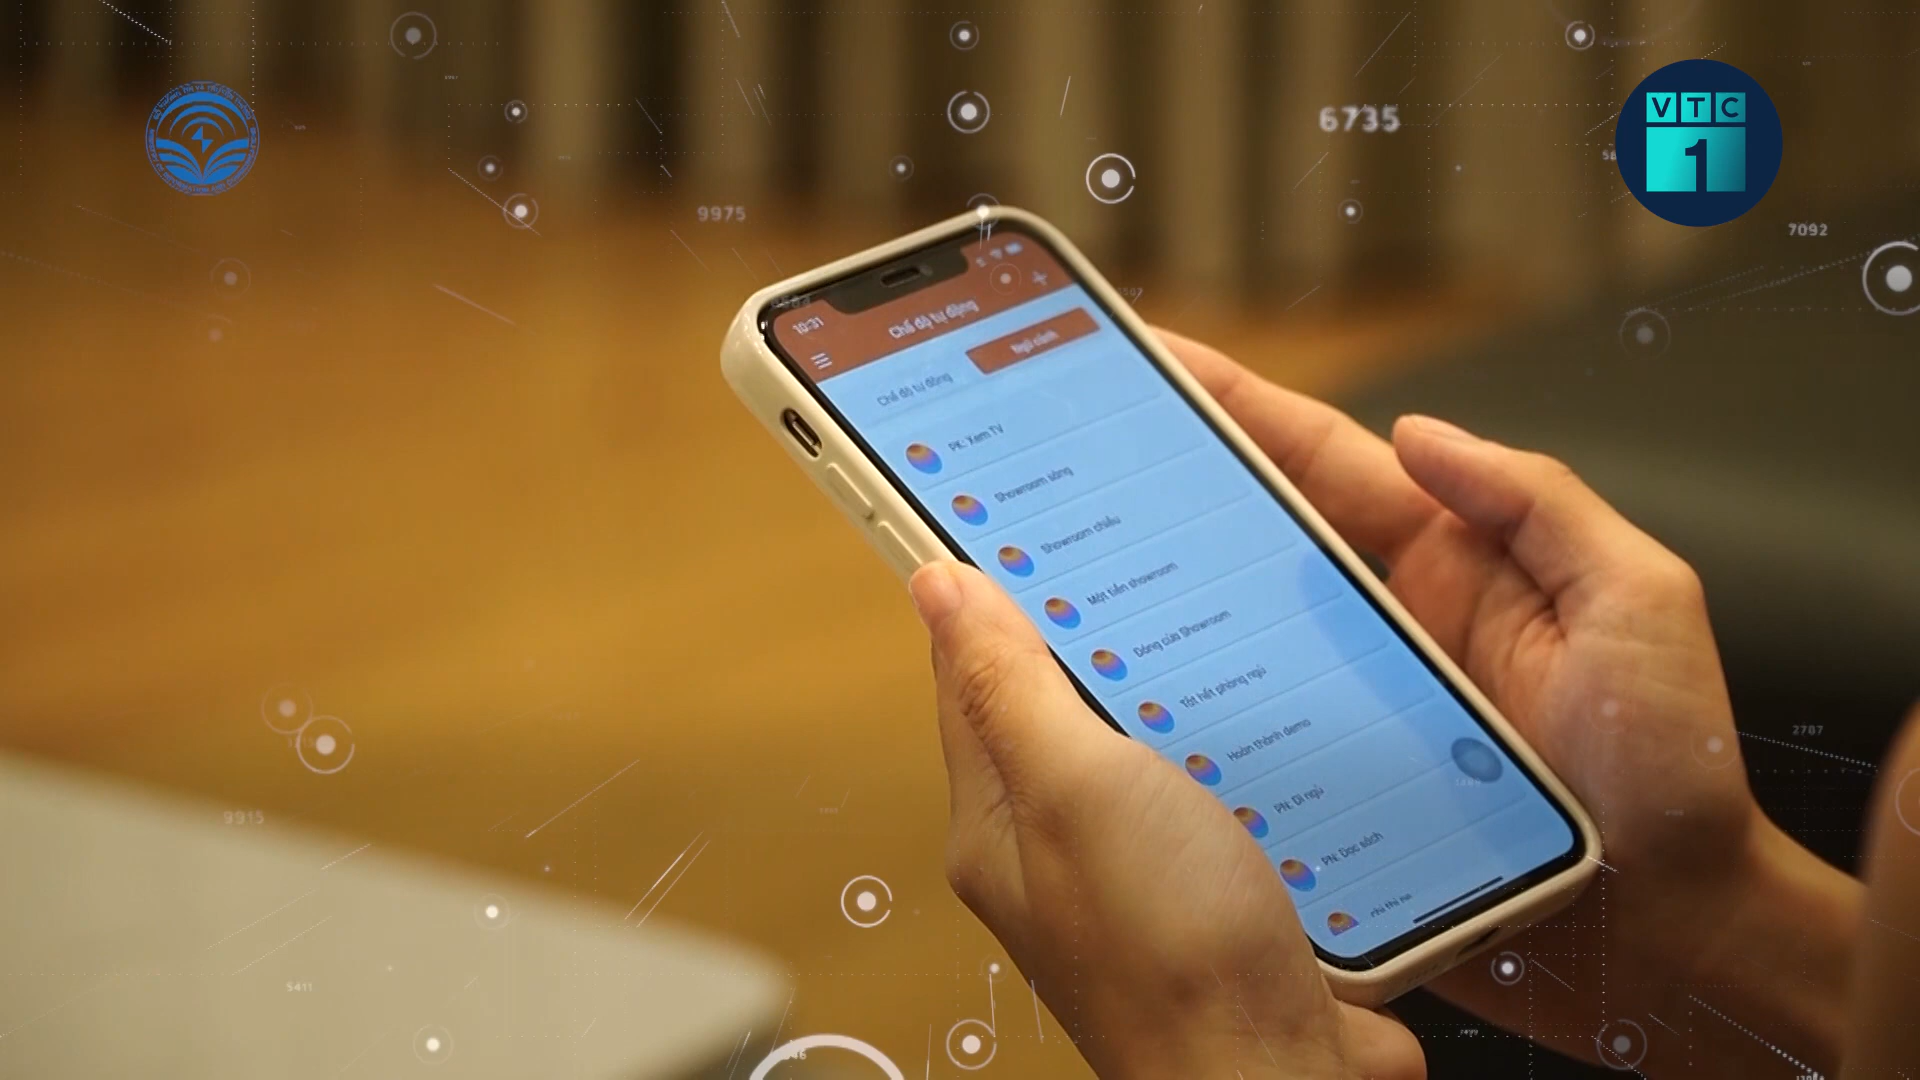 6735
VTC
1
9975
7092
10:31
Chế độ tự động
Chế độ tự động
Ngữ cảnh
PK: Xem TV
Showroom sáng
Showroom chiều
Một tiền showroom
Đóng cửa Showroom
Tắt hết phòng ngủ
Hoàn thành demo
PN: Đi ngủ
PN: Đọc sách
2787
9915
5411